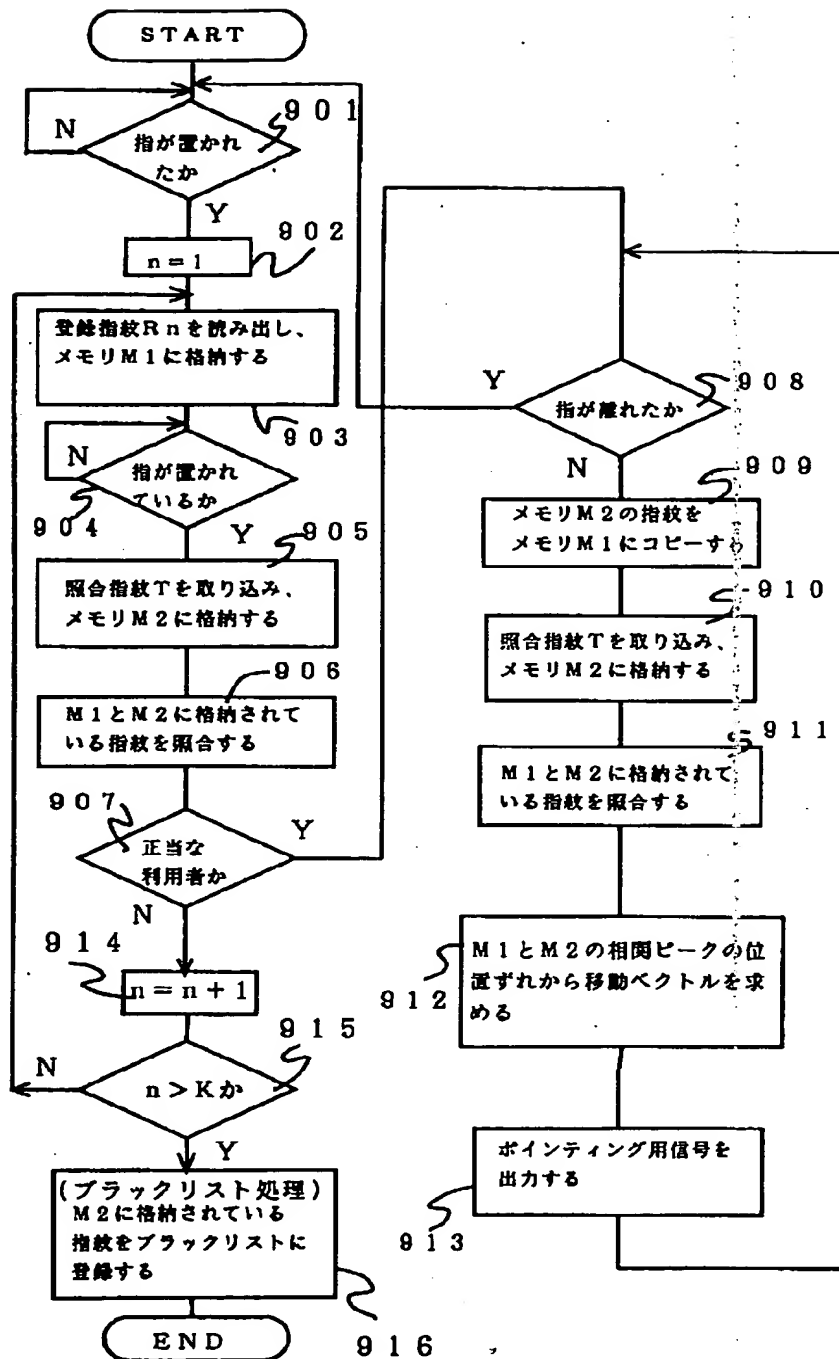 START
901
N
指が置かれ
たか
Y
902
n=1
登録指紋Rnを読み出し、
メモリM1に格納する
903
N
指が置かれ
ているか
904
Y
905
照合指紋Tを取り込み、
メモリM2に格納する
906
M1とM2に格納されて
いる指紋を照合する
907
正当な
利用者か
Y
N
914
n=n+1
915
N
n>Kか
Y
(ブラックリスト処理)
M2に格納されている
指紋をブラックリストに
登録する
916
END
Y
908
指が離れたか
N
909
メモリM2の指紋を
メモリM1にコピーする
910
照合指紋Tを取り込み、
メモリM2に格納する
911
M1とM2に格納されて
いる指紋を照合する
M1とM2の相関ピークの位
置ずれから移動ベクトルを求
める
912
ポインティング用信号を
出力する
913